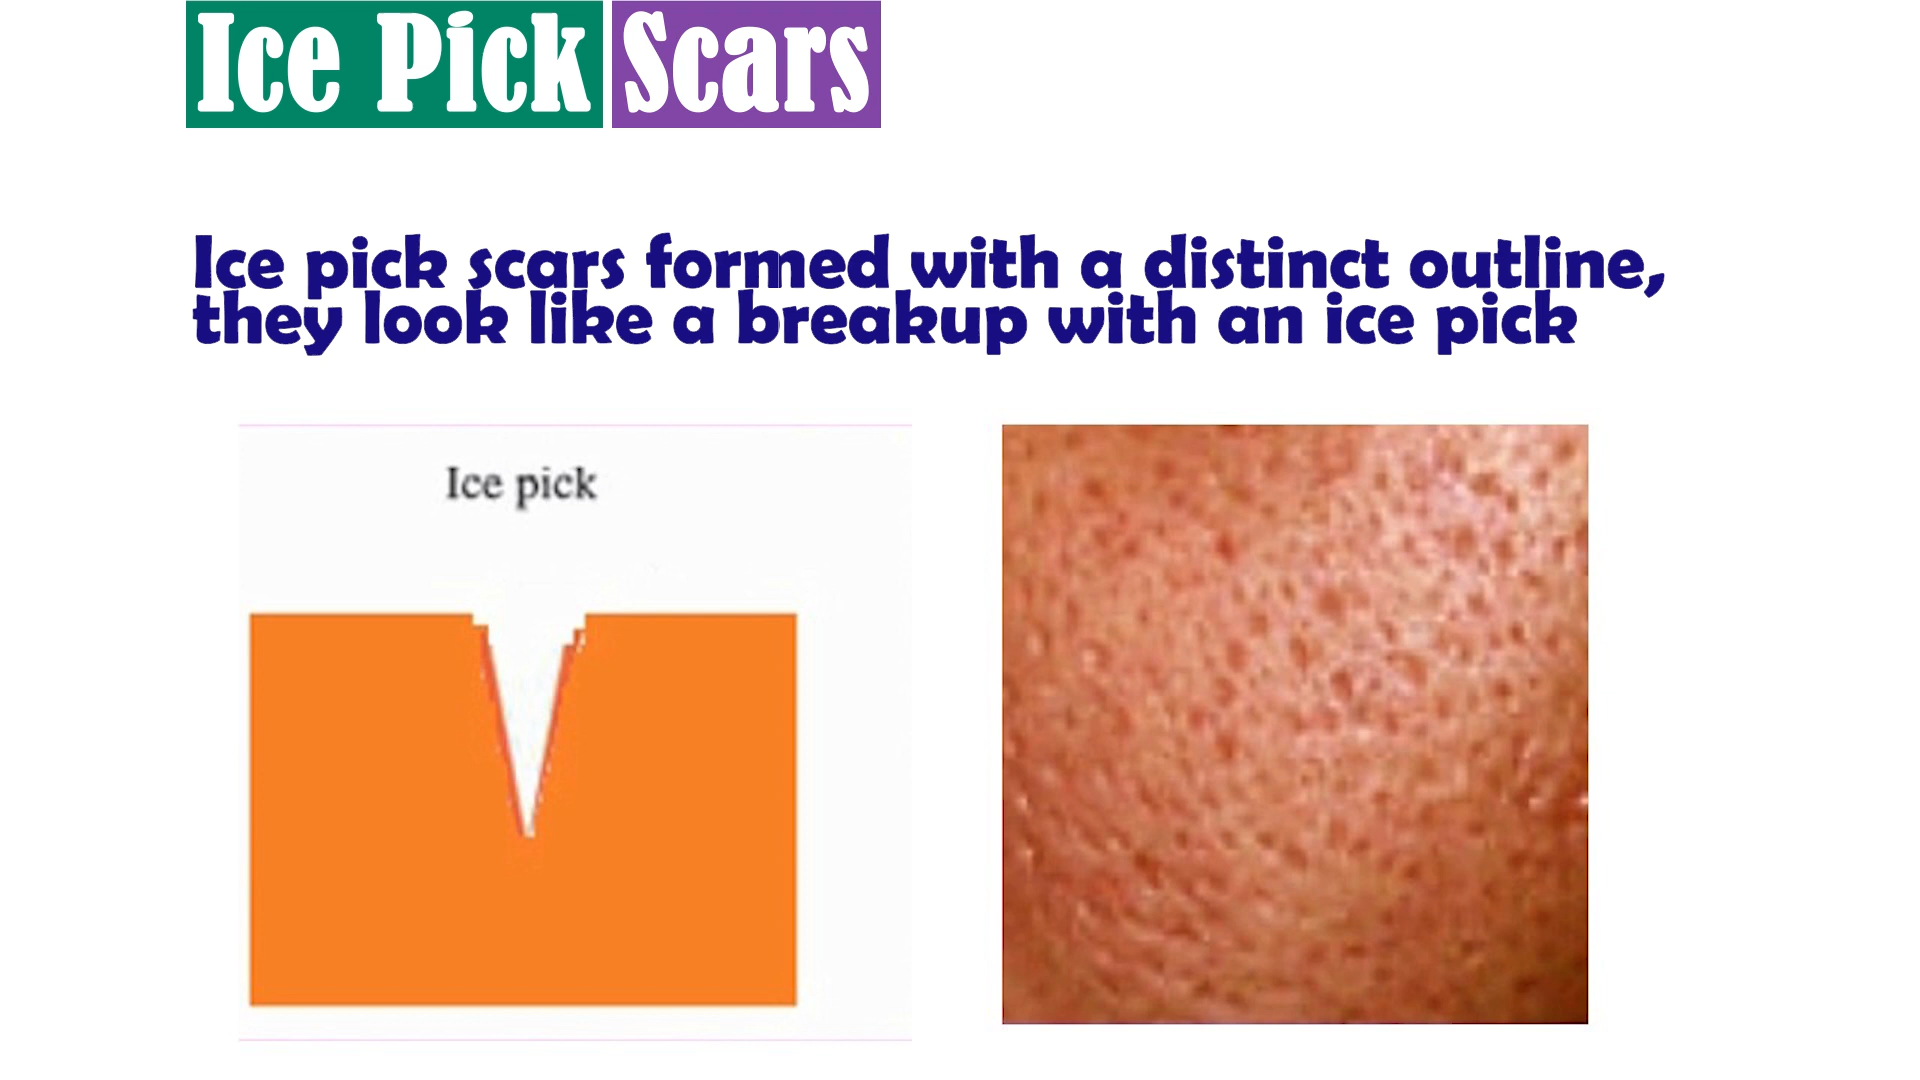 Ice Pick Scars
Ice pick scars formed with a distinct outline,
they look like a breakup with an ice pick
Ice pick